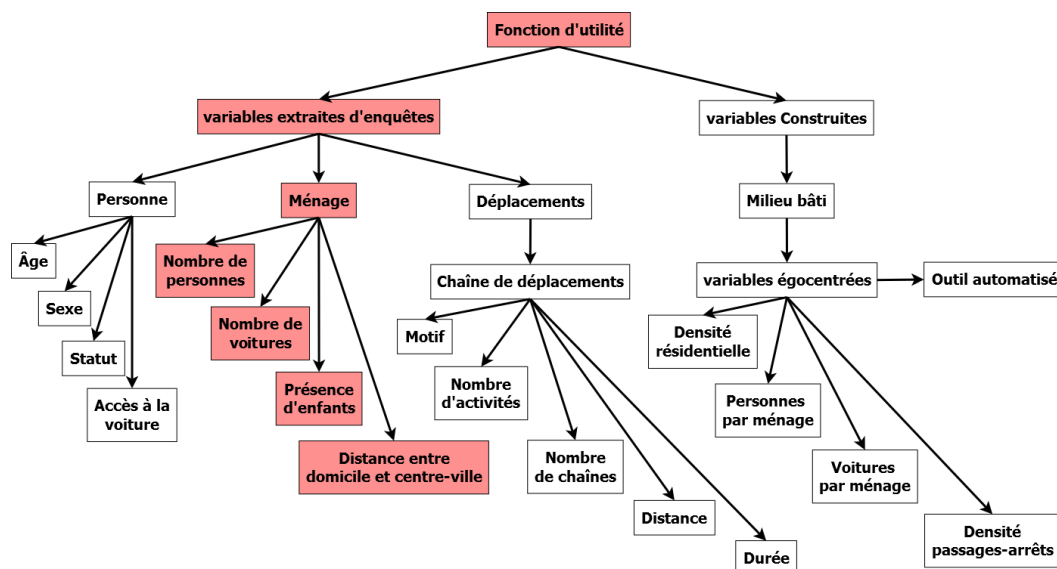 Fonction d'utilité
variables extraites d'enquêtes
variables Construites
Personne
Ménage
Déplacements
Milieu bâti
Âge
Sexe
Statut
Accès à la
voiture
Nombre de
personnes
Nombre de
voitures
Présence
d'enfants
Distance entre
domicile et centre-ville
Chaîne de déplacements
Motif
Nombre
d'activités
Nombre
de chaînes
Distance
Durée
variables égocentrées
Outil automatisé
Densité
résidentielle
Personnes
par ménage
Voitures
par ménage
Densité
passages-arrêts